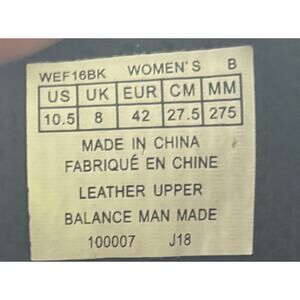 WEF16BK WOMEN'S B
US UK EUR CM MM
10.5 8 42 27.5 275
MADE IN CHINA
FABRIQUÉ EN CHINE
LEATHER UPPER
BALANCE MAN MADE
100007 J18